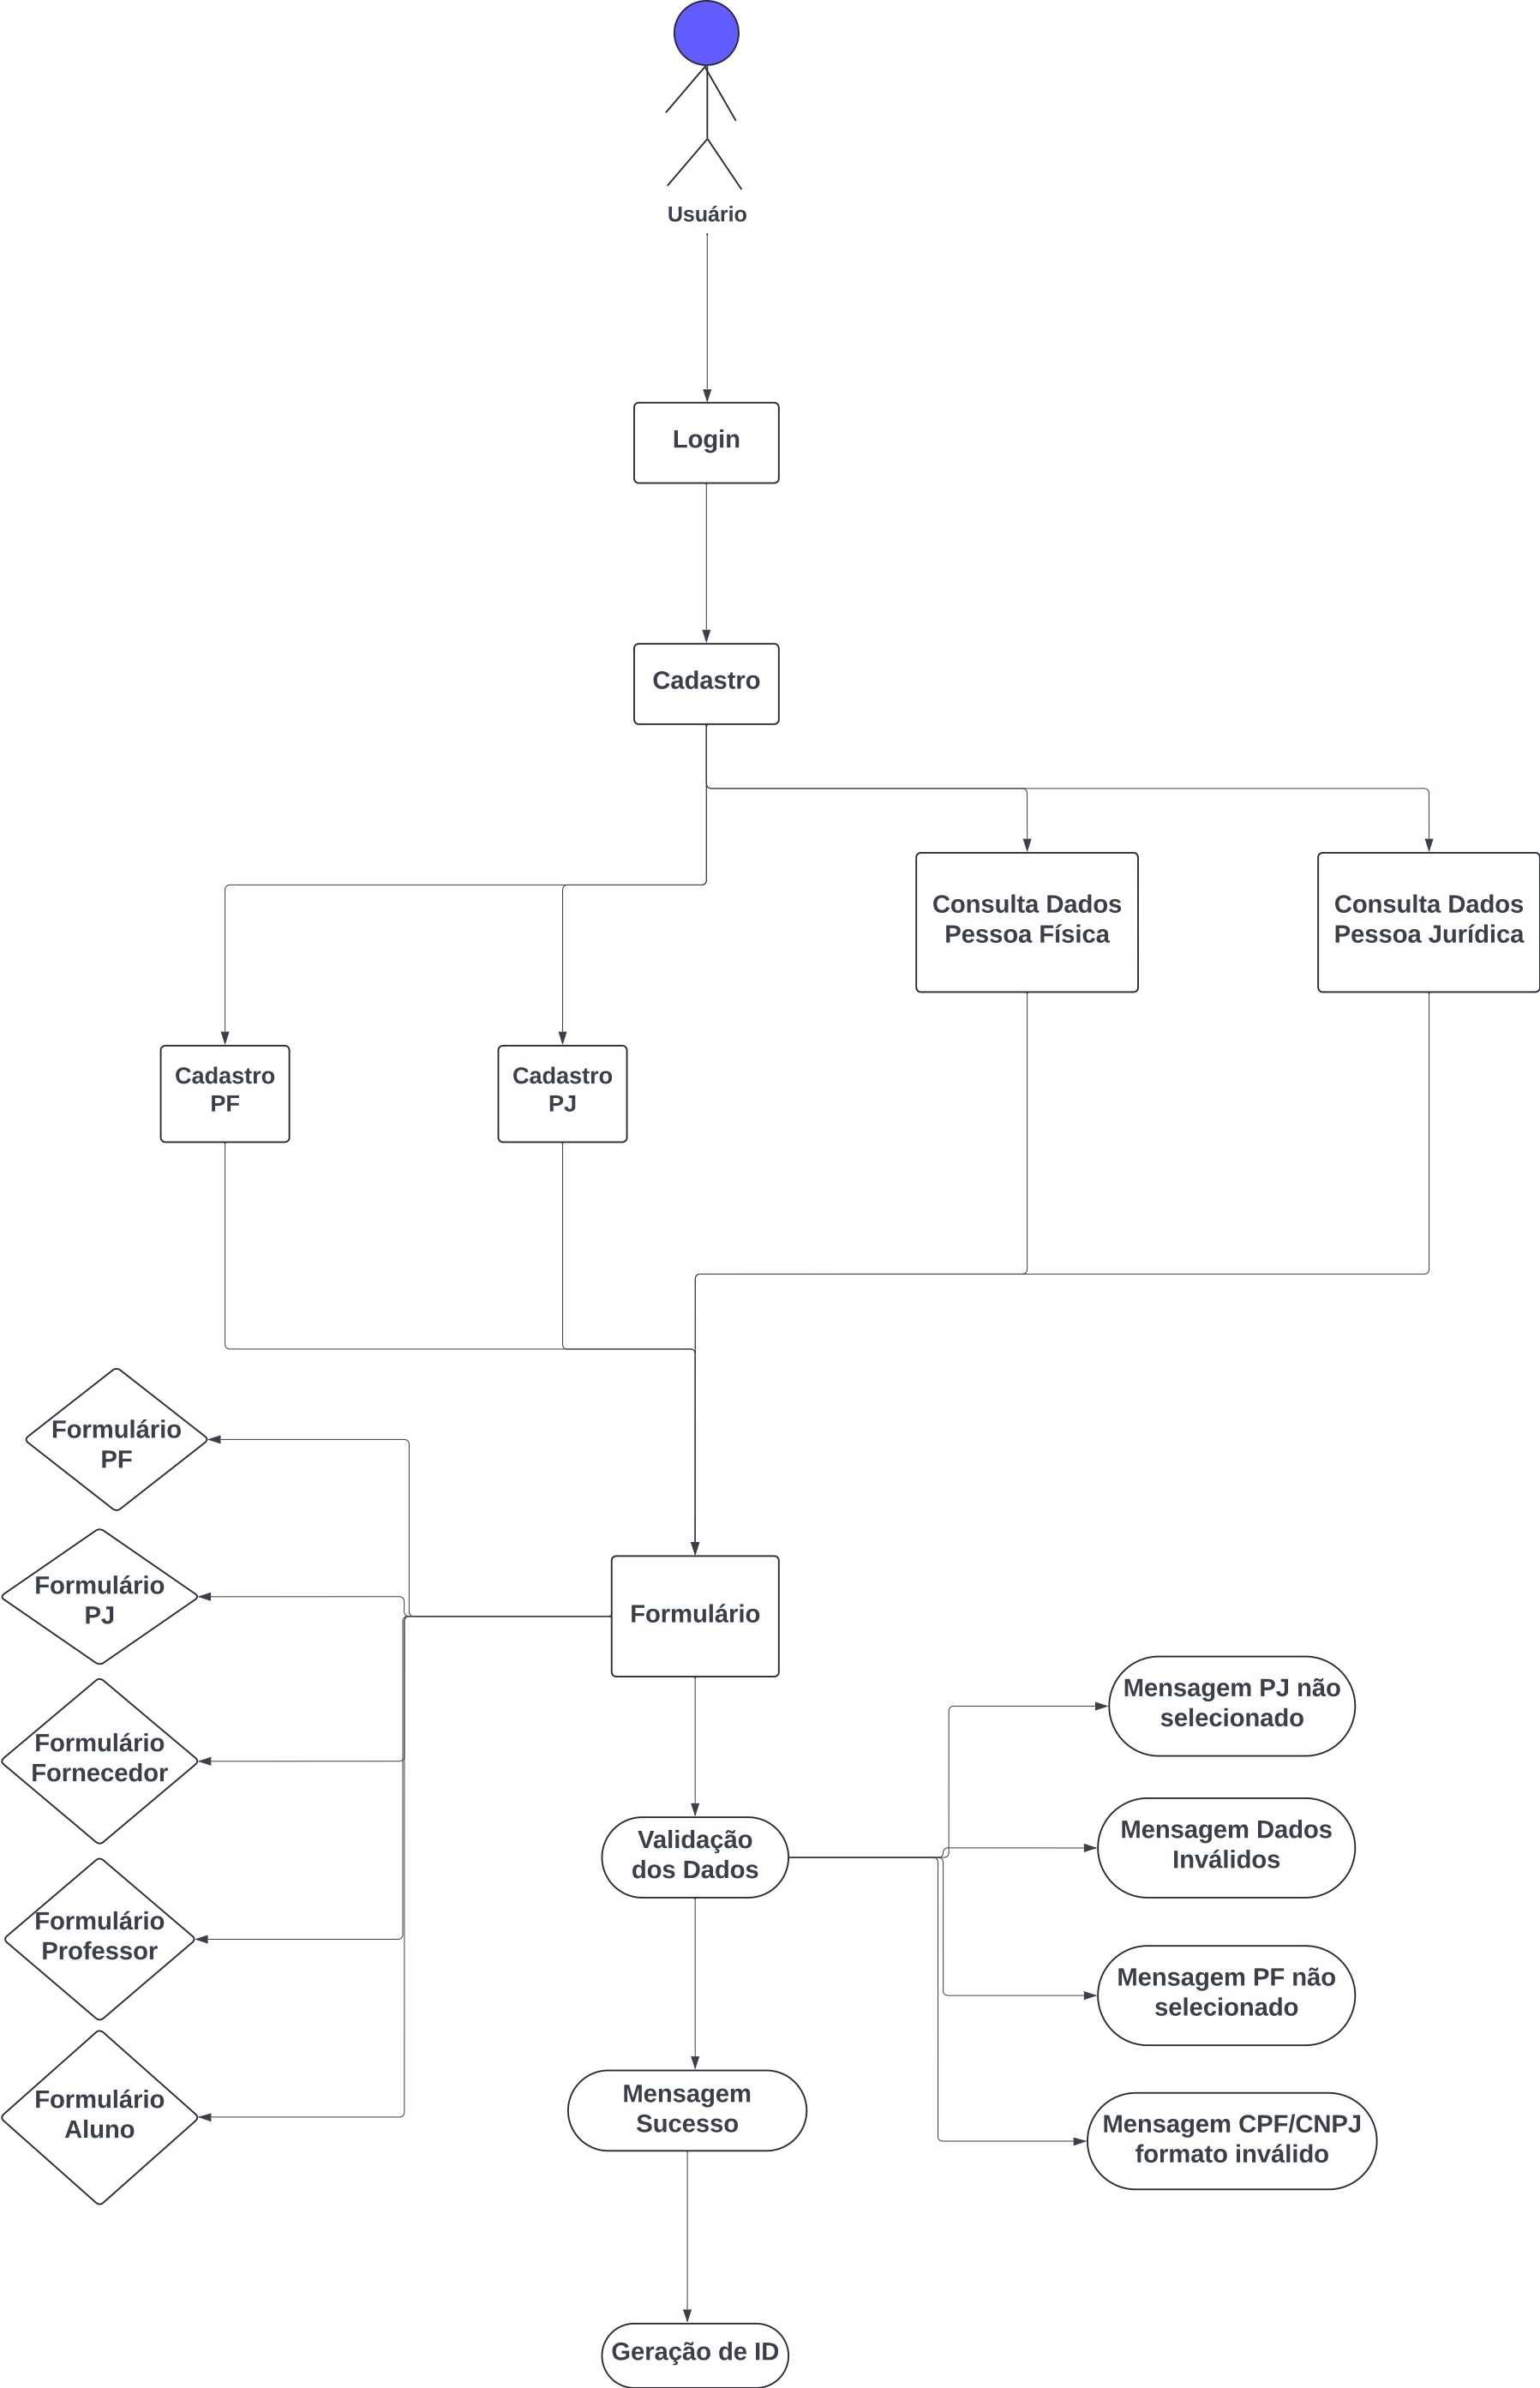 Usuário
Login
Cadastro
Consulta Dados
Pessoa Física
Consulta Dados
Pessoa Jurídica
Cadastro
PF
Cadastro
PJ
Formulário
PF
Formulário
PJ
Formulário
Formulário
Fornecedor
Formulário
Professor
Formulário
Aluno
Validação
dos Dados
Mensagem PJ não
selecionado
Mensagem Dados
Inválidos
Mensagem PF não
selecionado
Mensagem CPF/CNPJ
formato inválido
Mensagem
Sucesso
Geração de ID